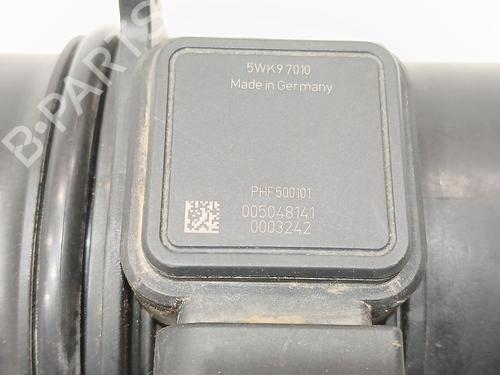 5WK9 7010
Made in Germany
PHF500101
005048141
0003242
B-PARTS